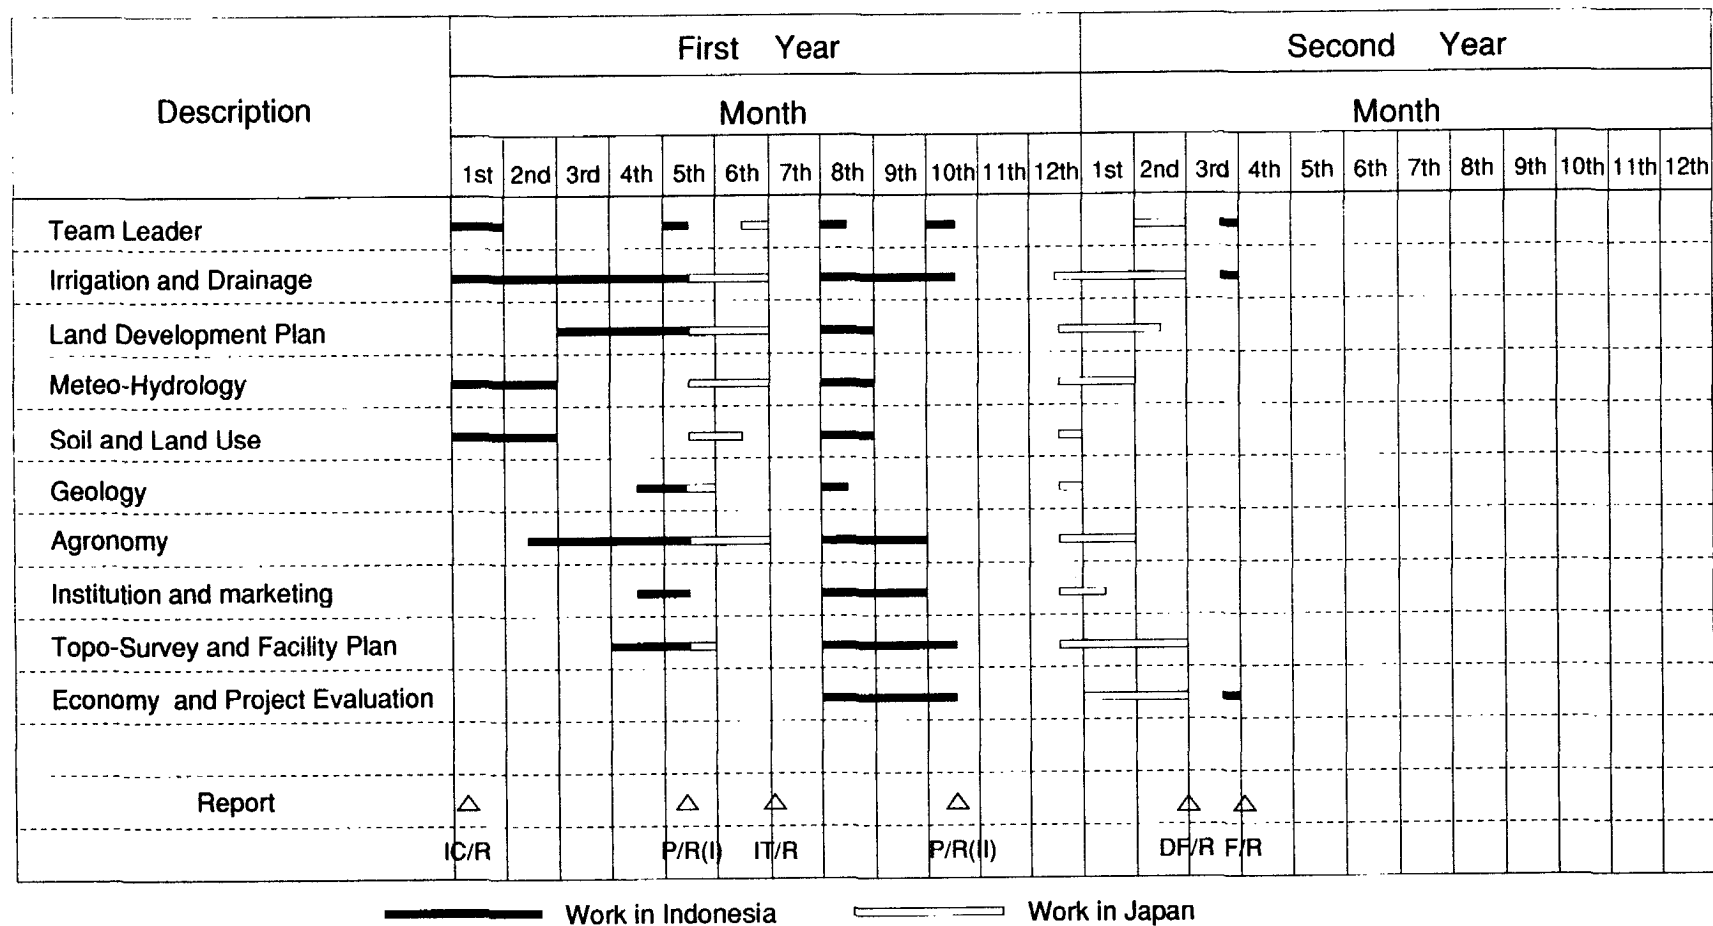 First Year Second Year
Description Month Month
1st 2nd 3rd 4th 5th 6th 7th 8th 9th 10th 11th 12th 1st 2nd 3rd 4th 5th 6th 7th 8th 9th 10th 11th 12th
Team Leader
Irrigation and Drainage
Land Development Plan
Meteo-Hydrology
Soil and Land Use
Geology
Agronomy
Institution and marketing
Topo-Survey and Facility Plan
Economy and Project Evaluation
Report
IC/R P/R(I) IT/R P/R(II) DF/R F/R
Work in Indonesia Work in Japan